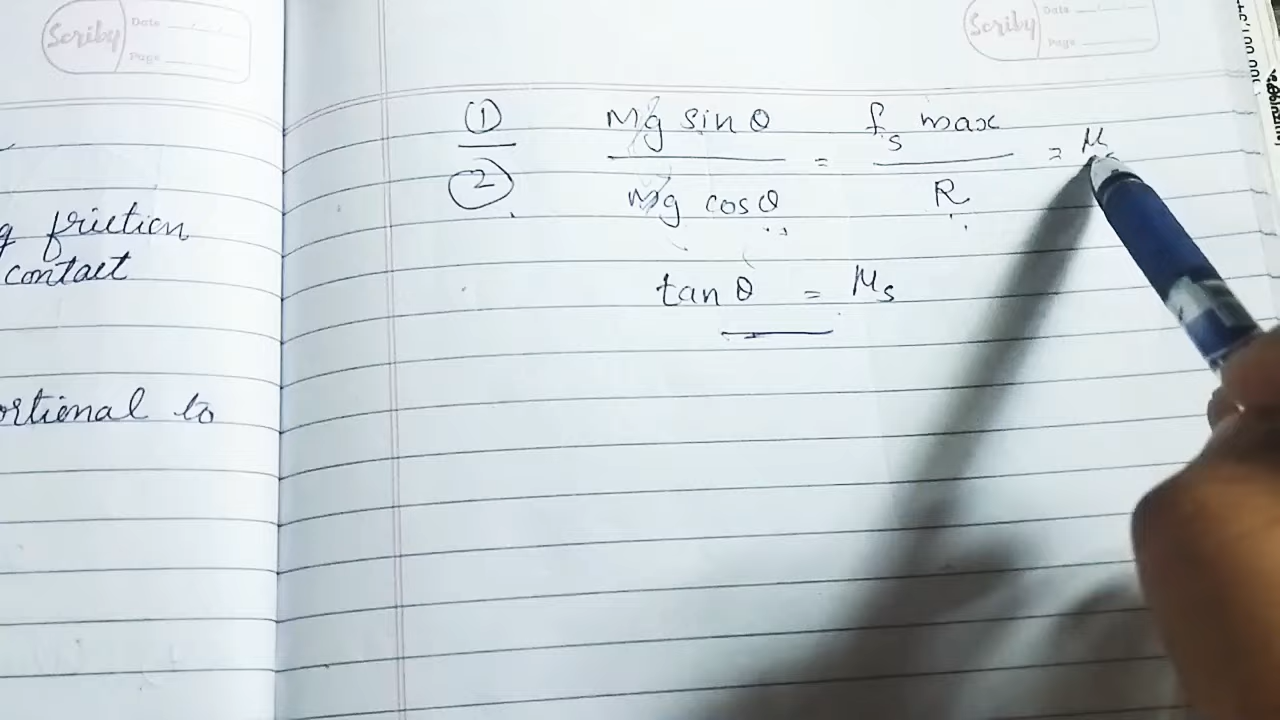 Scriby Date
Page
Scriby Date
Page
① / ② Mg sin θ / Mg cos θ = fs max / R = μs
tan θ = μs
friction
contact
to